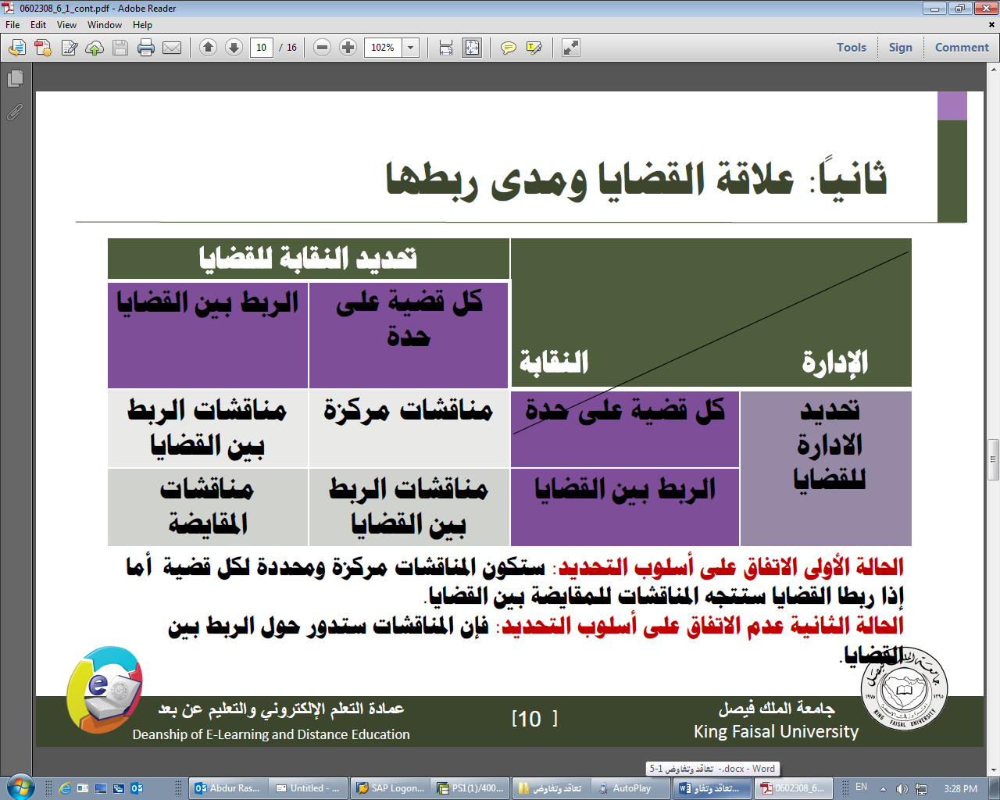 0602308_6_1_cont.pdf - Adobe Reader
File Edit View Window Help
10 / 16 102% Tools Sign Comment
ثانياً: علاقة القضايا ومدى ربطها
تحديد النقابة للقضايا
الإدارة النقابة
كل قضية على
حدة
الربط بين القضايا
تحديد
الادارة
للقضايا
كل قضية على حدة
مناقشات مركزة
مناقشات الربط
بين القضايا
الربط بين القضايا
مناقشات الربط
بين القضايا
مناقشات
المقايضة
الحالة الأولى الاتفاق على أسلوب التحديد: ستكون المناقشات مركزة ومحددة لكل قضية أما
إذا ربطا القضايا ستتجه المناقشات للمقايضة بين القضايا.
الحالة الثانية عدم الاتفاق على أسلوب التحديد: فإن المناقشات ستدور حول الربط بين
القضايا.
جامعة الملك فيصل
King Faisal University
[10 ]
عمادة التعلم الإلكتروني والتعليم عن بعد
Deanship of E-Learning and Distance Education
KING FAISAL UNIVERSITY
تعاقد وتفاوض 1-5 -.docx - Word
Abdur Ras... Untitled - ... SAP Logon... PS1(1)/400... تعاقد وتفاوض AutoPlay تعاقد وتفاو... 0602308_6... EN 3:28 PM